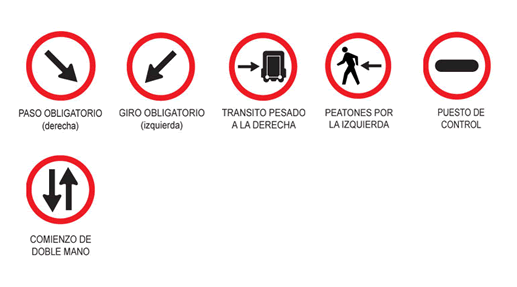 PASO OBLIGATORIO
(derecha)
GIRO OBLIGATORIO
(izquierda)
TRANSITO PESADO
A LA DERECHA
PEATONES POR
LA IZQUIERDA
PUESTO DE
CONTROL
COMIENZO DE
DOBLE MANO